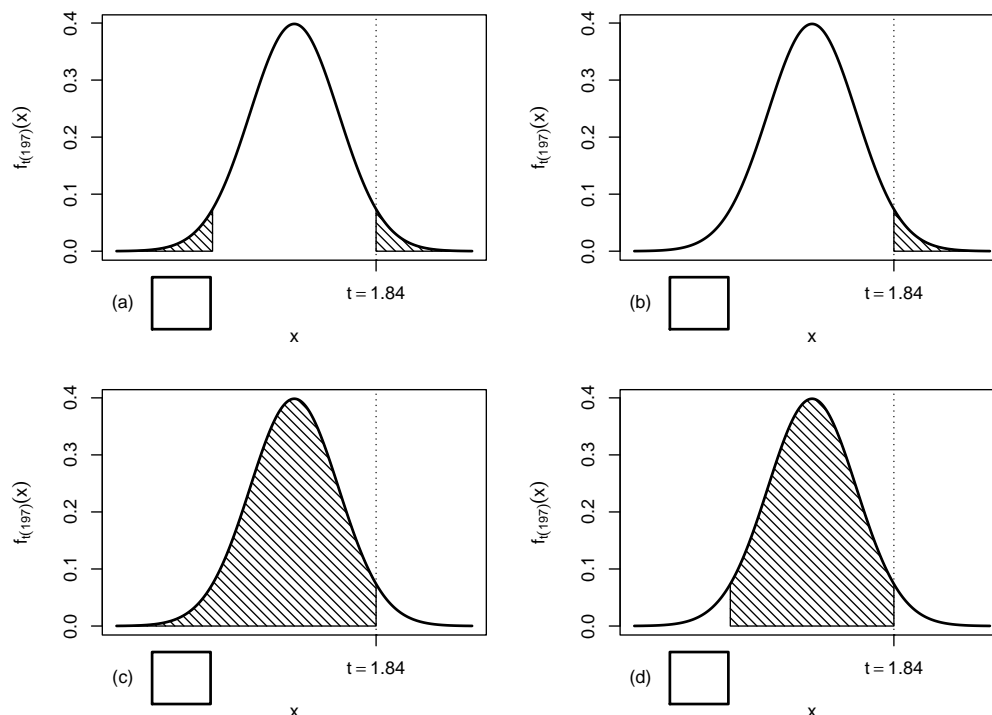 0.4
0.3
0.2
0.1
0.0
f_t(197)(x)
(a)
t = 1.84
x
0.4
0.3
0.2
0.1
0.0
f_t(197)(x)
(b)
t = 1.84
x
0.4
0.3
0.2
0.1
0.0
f_t(197)(x)
(c)
t = 1.84
x
0.4
0.3
0.2
0.1
0.0
f_t(197)(x)
(d)
t = 1.84
x